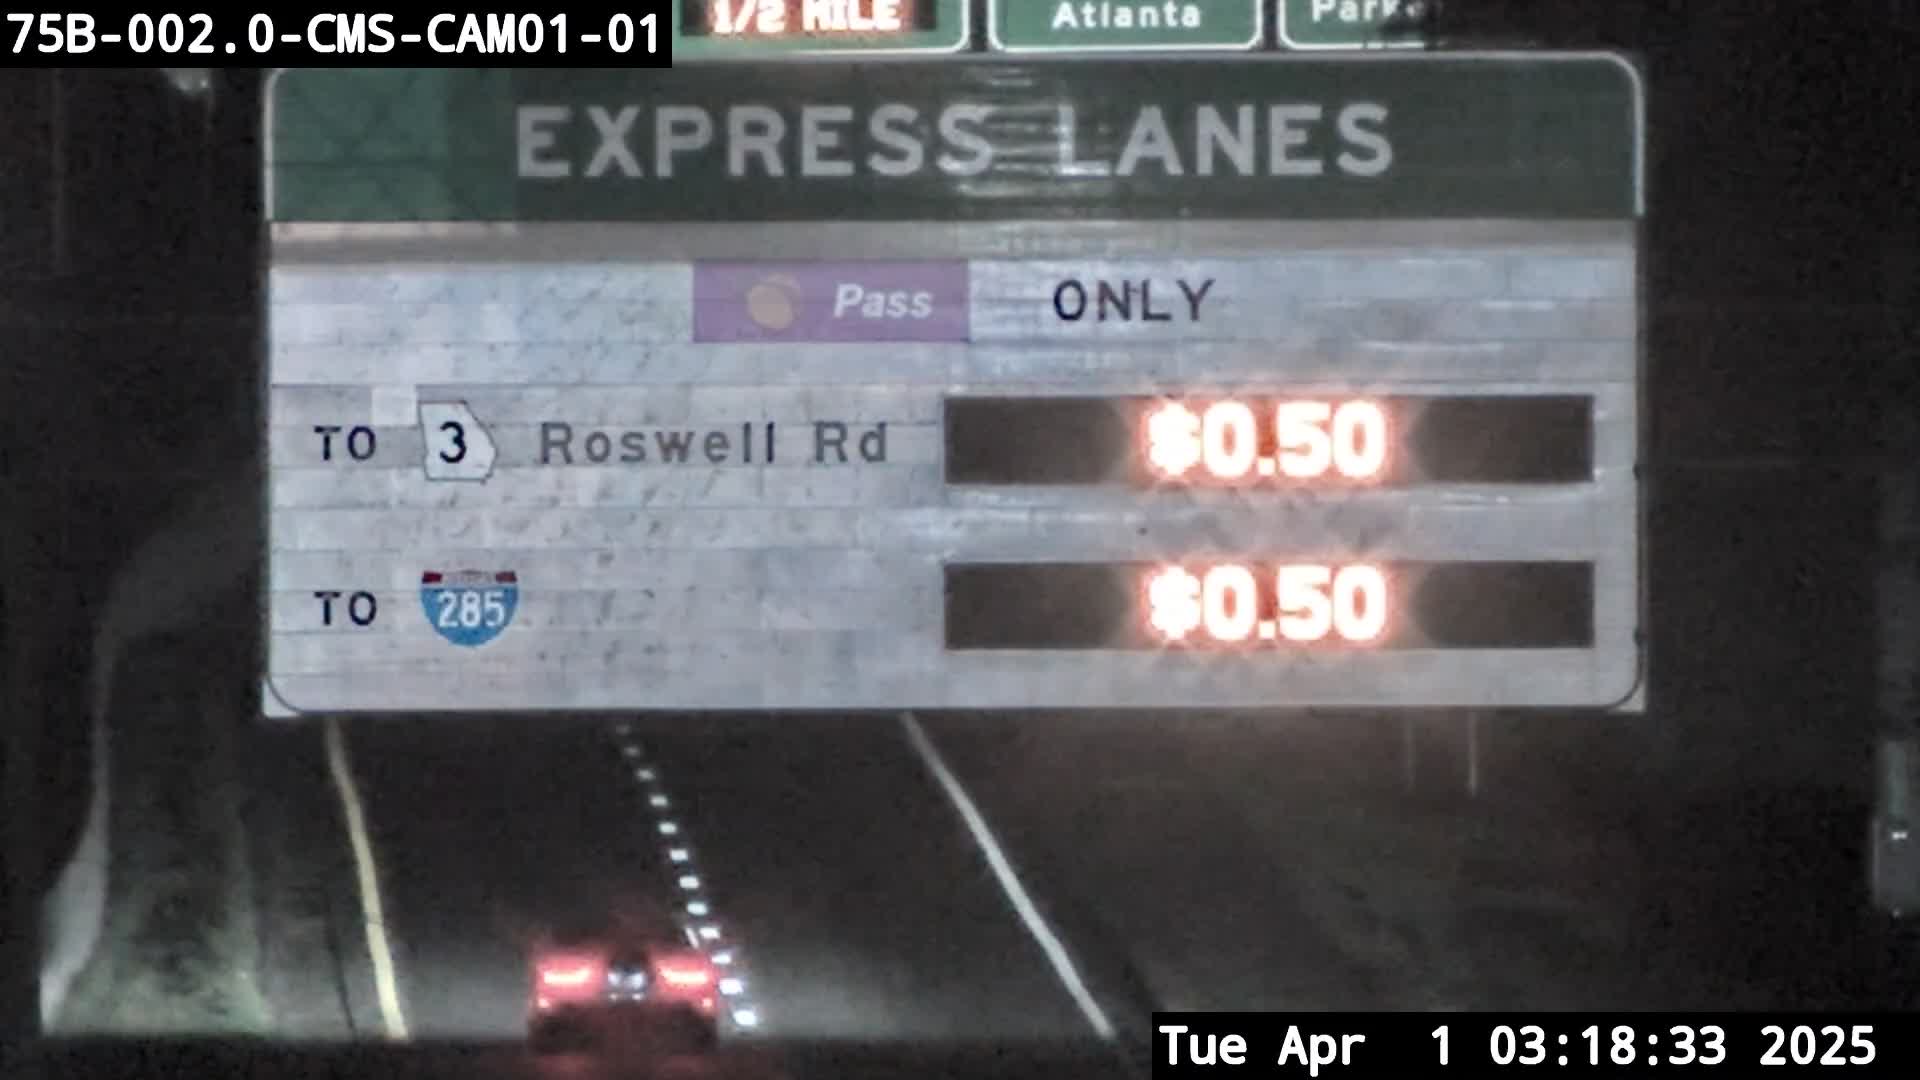 75B-002.0-CMS-CAM01-01
1/2 MILE
Atlanta
EXPRESS LANES
Pass ONLY
TO 3 Roswell Rd $0.50
TO 285 $0.50
Tue Apr 1 03:18:33 2025